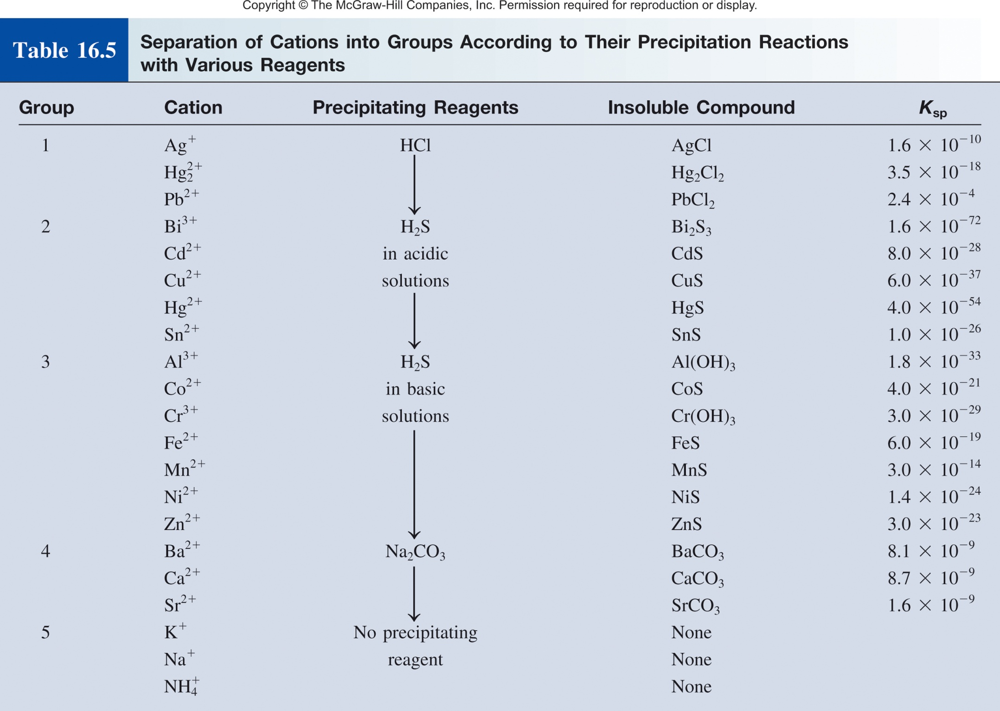 Copyright © The McGraw-Hill Companies, Inc. Permission required for reproduction or display.
Table 16.5 Separation of Cations into Groups According to Their Precipitation Reactions
with Various Reagents
Group Cation Precipitating Reagents Insoluble Compound Ksp
1 Ag⁺ HCl AgCl 1.6 × 10⁻¹⁰
Hg₂²⁺ Hg₂Cl₂ 3.5 × 10⁻¹⁸
Pb²⁺ PbCl₂ 2.4 × 10⁻⁴
2 Bi³⁺ H₂S Bi₂S₃ 1.6 × 10⁻⁷²
Cd²⁺ in acidic CdS 8.0 × 10⁻²⁸
Cu²⁺ solutions CuS 6.0 × 10⁻³⁷
Hg²⁺ HgS 4.0 × 10⁻⁵⁴
Sn²⁺ SnS 1.0 × 10⁻²⁶
3 Al³⁺ H₂S Al(OH)₃ 1.8 × 10⁻³³
Co²⁺ in basic CoS 4.0 × 10⁻²¹
Cr³⁺ solutions Cr(OH)₃ 3.0 × 10⁻²⁹
Fe²⁺ FeS 6.0 × 10⁻¹⁹
Mn²⁺ MnS 3.0 × 10⁻¹⁴
Ni²⁺ NiS 1.4 × 10⁻²⁴
Zn²⁺ ZnS 3.0 × 10⁻²³
4 Ba²⁺ Na₂CO₃ BaCO₃ 8.1 × 10⁻⁹
Ca²⁺ CaCO₃ 8.7 × 10⁻⁹
Sr²⁺ SrCO₃ 1.6 × 10⁻⁹
5 K⁺ No precipitating None
Na⁺ reagent None
NH₄⁺ None